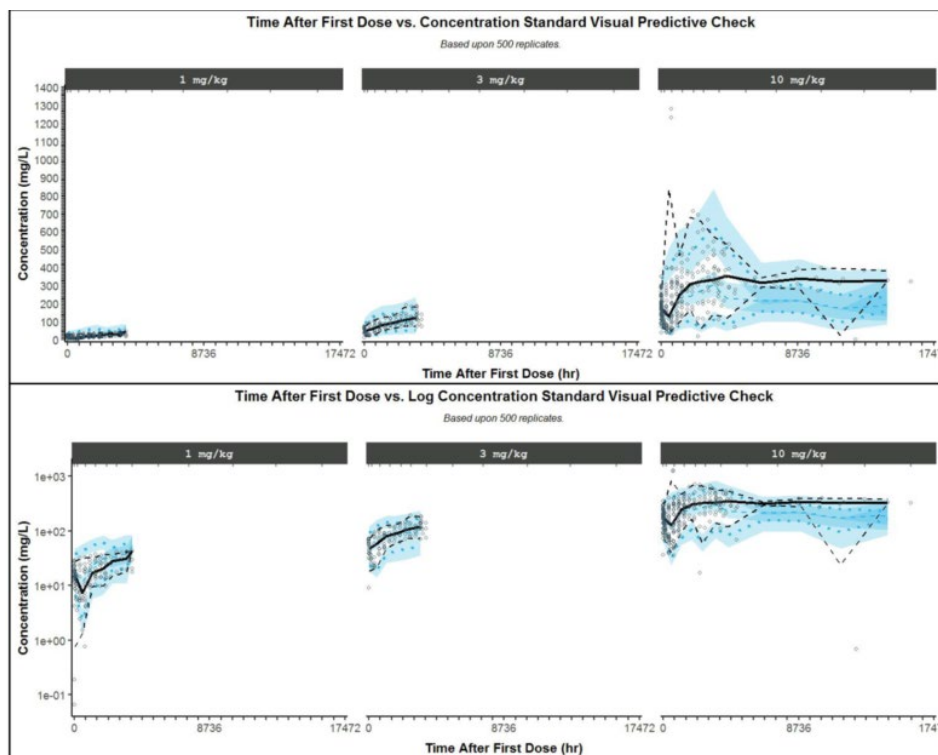 Time After First Dose vs. Concentration Standard Visual Predictive Check
Based upon 500 replicates.
1 mg/kg 3 mg/kg 10 mg/kg
Concentration (mg/L)
1400
1300
1200
1100
1000
900
800
700
600
500
400
300
200
100
0
0 8736 17472 0 8736 17472 0 8736 1747
Time After First Dose (hr)
Time After First Dose vs. Log Concentration Standard Visual Predictive Check
Based upon 500 replicates.
1 mg/kg 3 mg/kg 10 mg/kg
Concentration (mg/L)
1e+03
1e+02
1e+01
1e+00
1e-01
0 8736 17472 0 8736 17472 0 8736 1747
Time After First Dose (hr)